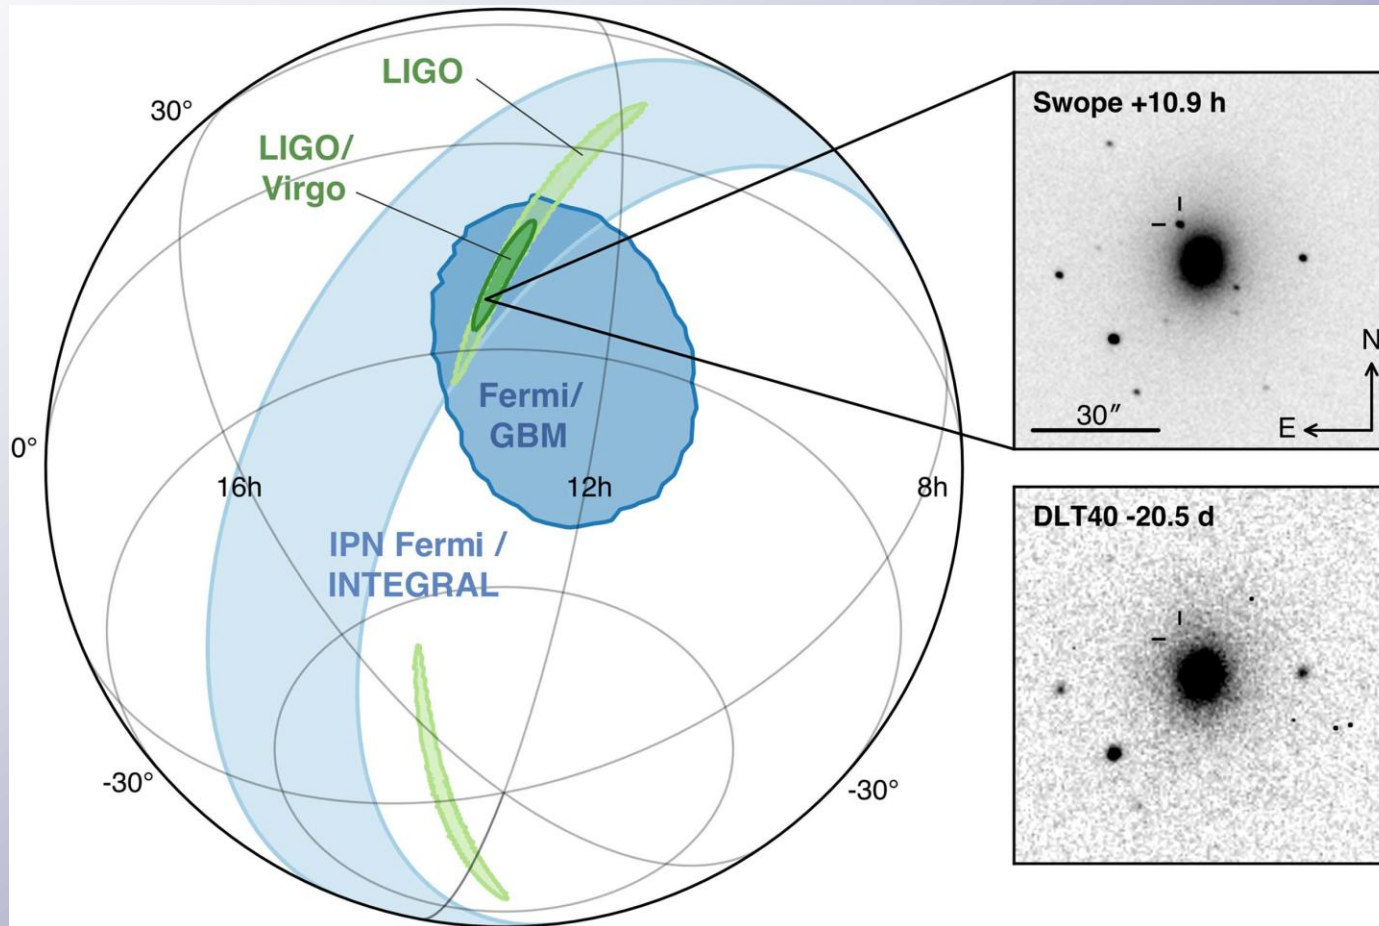 LIGO
LIGO/
Virgo
30°
0°
16h
12h
8h
Fermi/
GBM
IPN Fermi /
INTEGRAL
-30°
-30°
Swope +10.9 h
30″
N
E
DLT40 -20.5 d